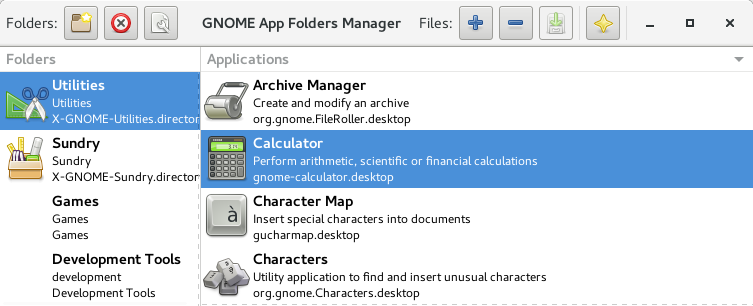 Folders:
GNOME App Folders Manager
Files:
Folders
Applications
Utilities
Utilities
X-GNOME-Utilities.director
Sundry
Sundry
X-GNOME-Sundry.director
Games
Games
Games
Development Tools
development
Development Tools
Archive Manager
Create and modify an archive
org.gnome.FileRoller.desktop
Calculator
Perform arithmetic, scientific or financial calculations
gnome-calculator.desktop
à
Character Map
Insert special characters into documents
gucharmap.desktop
Characters
Utility application to find and insert unusual characters
org.gnome.Characters.desktop